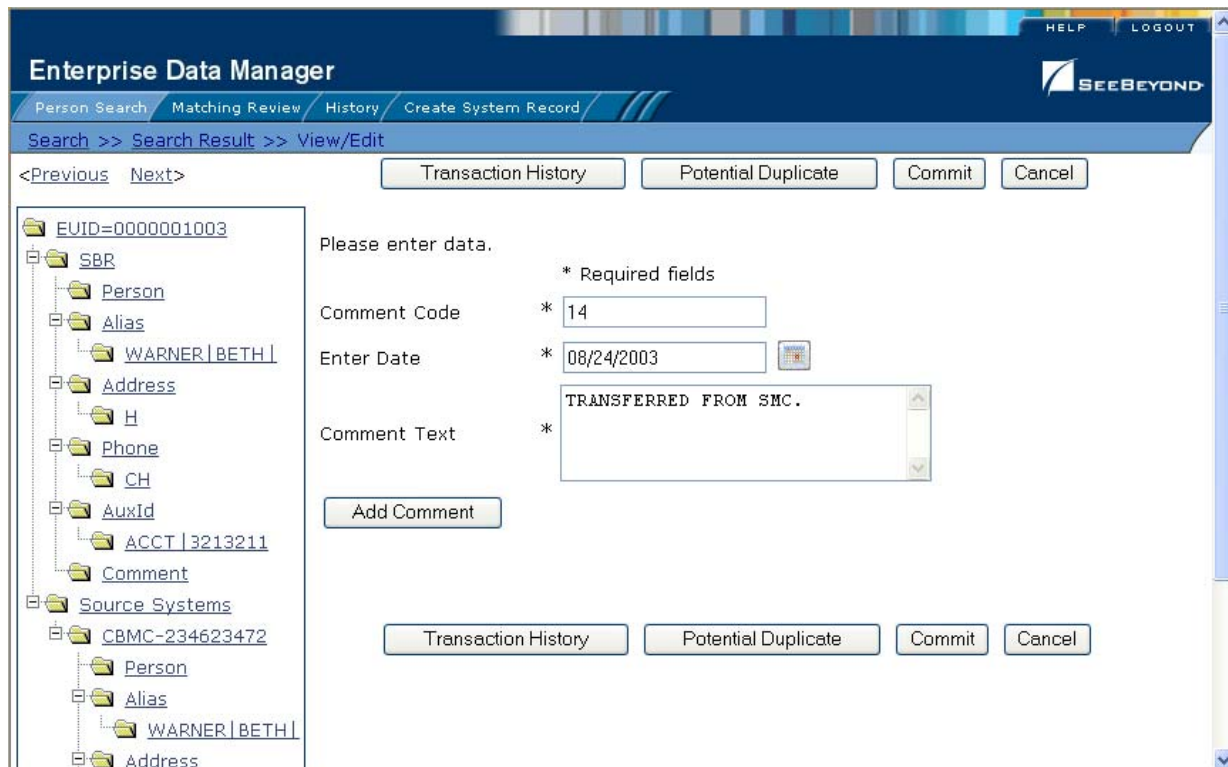 HELP LOGOUT
Enterprise Data Manager
SEEBEYOND
Person Search Matching Review History Create System Record
Search >> Search Result >> View/Edit
<Previous Next>
Transaction History Potential Duplicate Commit Cancel
EUID=0000001003
SBR
Person
Alias
WARNER|BETH|
Address
H
Phone
CH
AuxId
ACCT|3213211
Comment
Source Systems
CBMC-234623472
Person
Alias
WARNER|BETH|
Address
Please enter data.
* Required fields
Comment Code * 14
Enter Date * 08/24/2003
Comment Text * TRANSFERRED FROM SMC.
Add Comment
Transaction History Potential Duplicate Commit Cancel